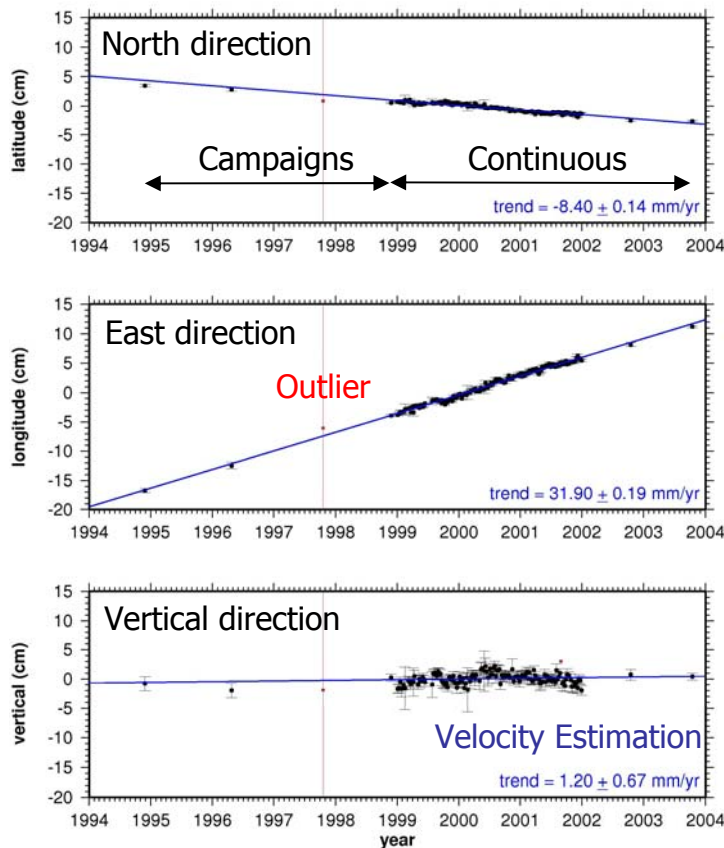 North direction
latitude (cm)
15
10
5
0
-5
-10
-15
-20
Campaigns
Continuous
trend = -8.40 ± 0.14 mm/yr
1994 1995 1996 1997 1998 1999 2000 2001 2002 2003 2004
East direction
longitude (cm)
15
10
5
0
-5
-10
-15
-20
Outlier
trend = 31.90 ± 0.19 mm/yr
1994 1995 1996 1997 1998 1999 2000 2001 2002 2003 2004
Vertical direction
vertical (cm)
15
10
5
0
-5
-10
-15
-20
Velocity Estimation
trend = 1.20 ± 0.67 mm/yr
1994 1995 1996 1997 1998 1999 2000 2001 2002 2003 2004
year